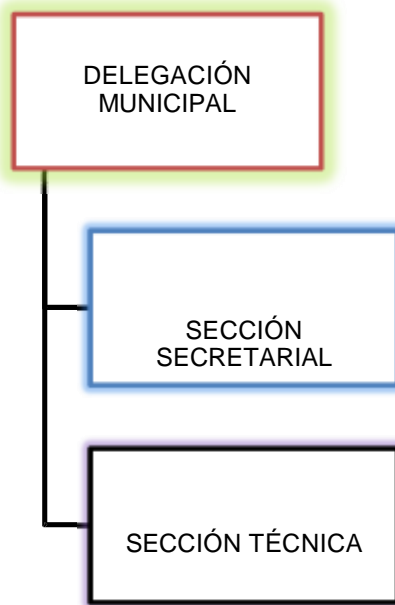 DELEGACIÓN
MUNICIPAL
SECCIÓN
SECRETARIAL
SECCIÓN TÉCNICA